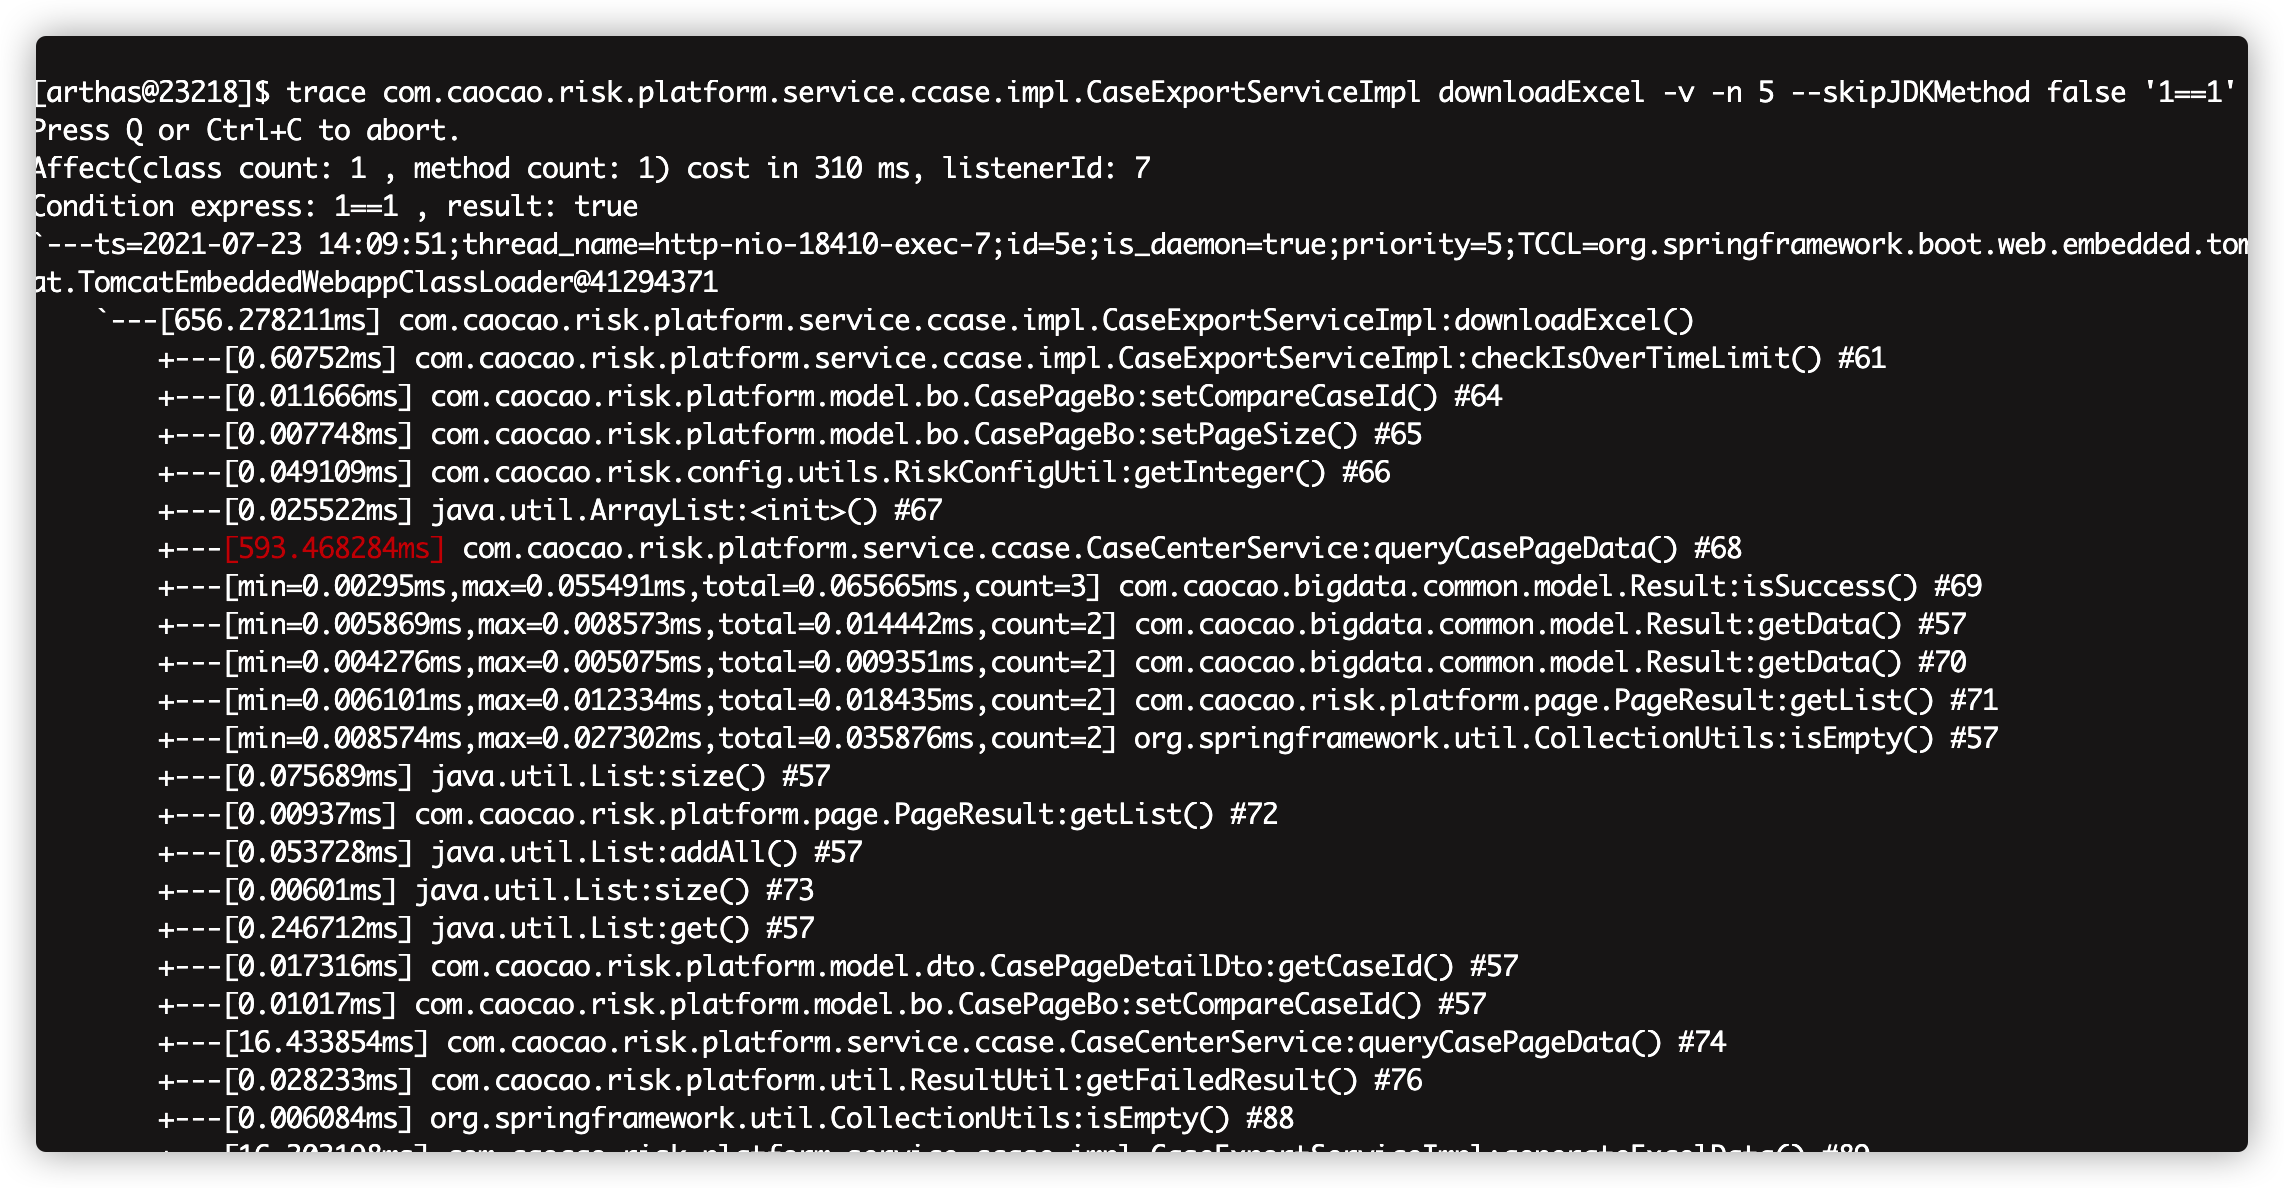 [arthas@23218]$ trace com.caocao.risk.platform.service.ccase.impl.CaseExportServiceImpl downloadExcel -v -n 5 --skipJDKMethod false '1==1'
Press Q or Ctrl+C to abort.
Affect(class count: 1 , method count: 1) cost in 310 ms, listenerId: 7
Condition express: 1==1 , result: true
`---ts=2021-07-23 14:09:51;thread_name=http-nio-18410-exec-7;id=5e;is_daemon=true;priority=5;TCCL=org.springframework.boot.web.embedded.tom
at.TomcatEmbeddedWebappClassLoader@41294371
`---[656.278211ms] com.caocao.risk.platform.service.ccase.impl.CaseExportServiceImpl:downloadExcel()
+---[0.60752ms] com.caocao.risk.platform.service.ccase.impl.CaseExportServiceImpl:checkIsOverTimeLimit() #61
+---[0.011666ms] com.caocao.risk.platform.model.bo.CasePageBo:setCompareCaseId() #64
+---[0.007748ms] com.caocao.risk.platform.model.bo.CasePageBo:setPageSize() #65
+---[0.049109ms] com.caocao.risk.config.utils.RiskConfigUtil:getInteger() #66
+---[0.025522ms] java.util.ArrayList:<init>() #67
+---[593.468284ms] com.caocao.risk.platform.service.ccase.CaseCenterService:queryCasePageData() #68
+---[min=0.00295ms,max=0.055491ms,total=0.065665ms,count=3] com.caocao.bigdata.common.model.Result:isSuccess() #69
+---[min=0.005869ms,max=0.008573ms,total=0.014442ms,count=2] com.caocao.bigdata.common.model.Result:getData() #57
+---[min=0.004276ms,max=0.005075ms,total=0.009351ms,count=2] com.caocao.bigdata.common.model.Result:getData() #70
+---[min=0.006101ms,max=0.012334ms,total=0.018435ms,count=2] com.caocao.risk.platform.page.PageResult:getList() #71
+---[min=0.008574ms,max=0.027302ms,total=0.035876ms,count=2] org.springframework.util.CollectionUtils:isEmpty() #57
+---[0.075689ms] java.util.List:size() #57
+---[0.00937ms] com.caocao.risk.platform.page.PageResult:getList() #72
+---[0.053728ms] java.util.List:addAll() #57
+---[0.00601ms] java.util.List:size() #73
+---[0.246712ms] java.util.List:get() #57
+---[0.017316ms] com.caocao.risk.platform.model.dto.CasePageDetailDto:getCaseId() #57
+---[0.01017ms] com.caocao.risk.platform.model.bo.CasePageBo:setCompareCaseId() #57
+---[16.433854ms] com.caocao.risk.platform.service.ccase.CaseCenterService:queryCasePageData() #74
+---[0.028233ms] com.caocao.risk.platform.util.ResultUtil:getFailedResult() #76
+---[0.006084ms] org.springframework.util.CollectionUtils:isEmpty() #88
com.caocao.risk.platform.service.ccase.impl.CaseExportServiceImpl:generateExcelData()